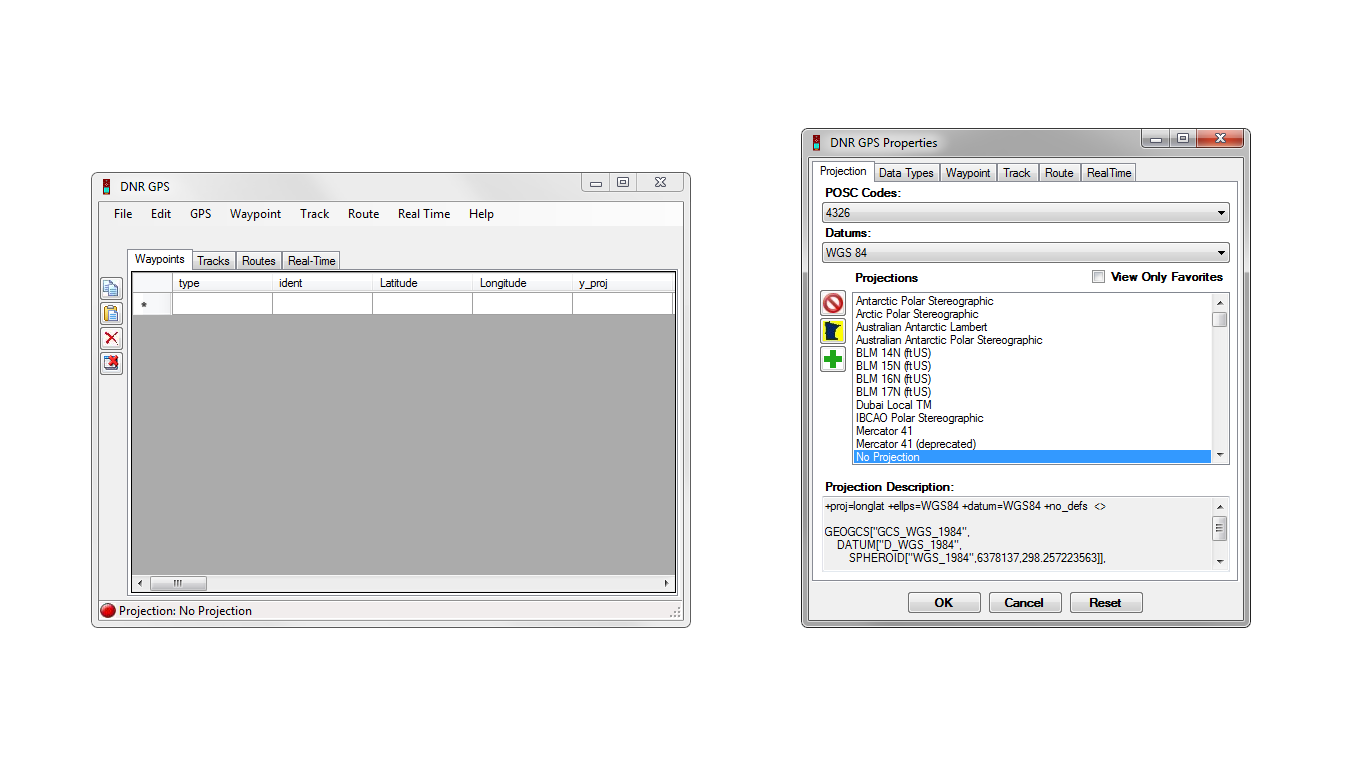 DNR GPS
File Edit GPS Waypoint Track Route Real Time Help
Waypoints Tracks Routes Real-Time
type ident Latitude Longitude y_proj
*
Projection: No Projection
DNR GPS Properties
Projection Data Types Waypoint Track Route RealTime
POSC Codes:
4326
Datums:
WGS 84
Projections View Only Favorites
Antarctic Polar Stereographic
Arctic Polar Stereographic
Australian Antarctic Lambert
Australian Antarctic Polar Stereographic
BLM 14N (ftUS)
BLM 15N (ftUS)
BLM 16N (ftUS)
BLM 17N (ftUS)
Dubai Local TM
IBCAO Polar Stereographic
Mercator 41
Mercator 41 (deprecated)
No Projection
Projection Description:
+proj=longlat +ellps=WGS84 +datum=WGS84 +no_defs <>
GEOGCS["GCS_WGS_1984",
DATUM["D_WGS_1984",
SPHEROID["WGS_1984",6378137,298.257223563]],
OK Cancel Reset